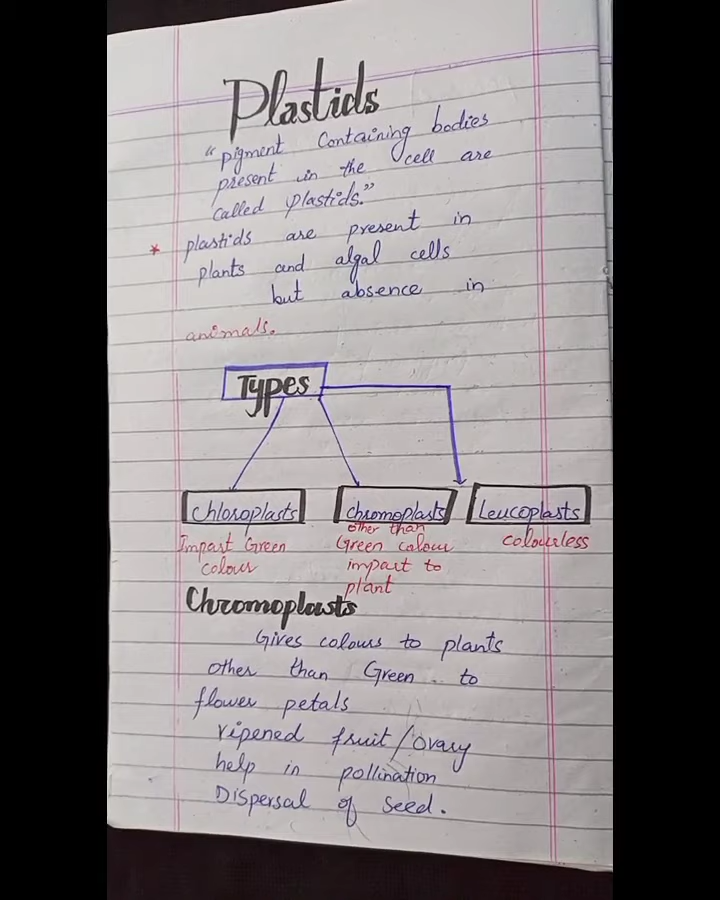 Plastids
"pigment Containing bodies
present in the cell are
called plastids."
* plastids are present in
plants and algal cells
but absence in
animals.
Types
Chloroplasts
Chromoplasts
Leucoplasts
Impart Green
colour
other than
Green colour
impart to
plant
colourless
Chromoplasts
Gives colours to plants
other than Green . to
flower petals
ripened fruit/ovary
help in pollination
Dispersal of seed.